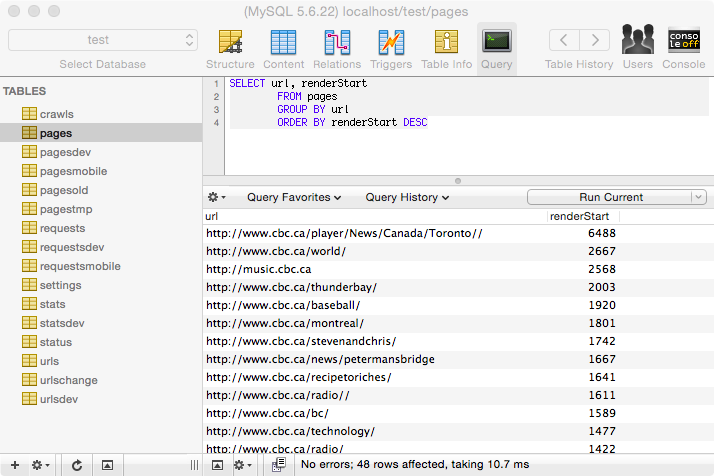 (MySQL 5.6.22) localhost/test/pages
test
Select Database
Structure Content Relations Triggers Table Info Query
Table History Users Console
conso
le off
TABLES
crawls
pages
pagesdev
pagesmobile
pagesold
pagestmp
requests
requestsdev
requestsmobile
settings
stats
statsdev
status
urls
urlschange
urlsdev
1 SELECT url, renderStart
2 FROM pages
3 GROUP BY url
4 ORDER BY renderStart DESC
Query Favorites Query History Run Current
url renderStart
http://www.cbc.ca/player/News/Canada/Toronto// 6488
http://www.cbc.ca/world/ 2667
http://music.cbc.ca 2568
http://www.cbc.ca/thunderbay/ 2003
http://www.cbc.ca/baseball/ 1920
http://www.cbc.ca/montreal/ 1801
http://www.cbc.ca/stevenandchris/ 1742
http://www.cbc.ca/news/petermansbridge 1667
http://www.cbc.ca/recipetoriches/ 1641
http://www.cbc.ca/radio// 1611
http://www.cbc.ca/bc/ 1589
http://www.cbc.ca/technology/ 1477
http://www.cbc.ca/radio/ 1422
No errors; 48 rows affected, taking 10.7 ms